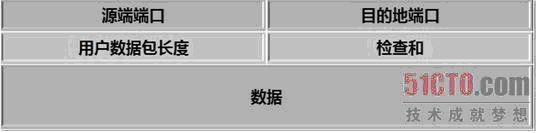 源端端口
目的地端口
用户数据包长度
检查和
数据
51CTO.com
技术成就梦想